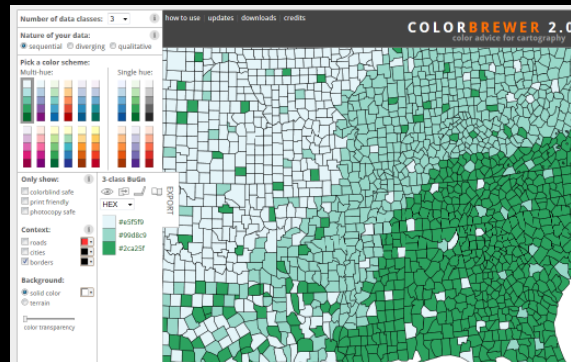 Number of data classes: 3 i
how to use | updates | downloads | credits
COLORBREWER 2.0
color advice for cartography
Nature of your data: i
sequential diverging qualitative
Pick a color scheme:
Multi-hue: Single hue:
Only show: i
colorblind safe
print friendly
photocopy safe
3-class BuGn
EXPORT
HEX
#e5f5f9
#99d8c9
#2ca25f
Context: i
roads
cities
borders
Background:
solid color
terrain
color transparency